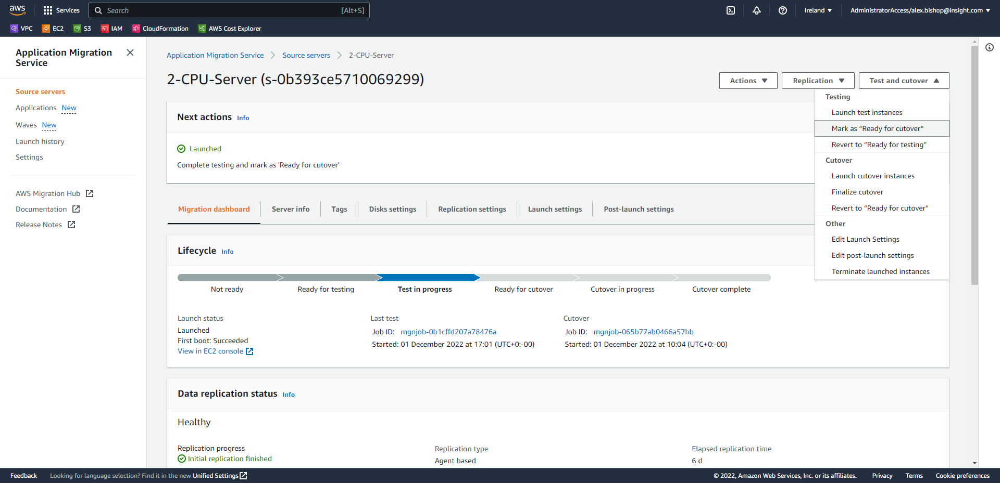 aws
Services
Search
[Alt+S]
Ireland
AdministratorAccess/alex.bishop@insight.com
VPC
EC2
S3
IAM
CloudFormation
AWS Cost Explorer
Application Migration
Service
Source servers
Applications New
Waves New
Launch history
Settings
AWS Migration Hub
Documentation
Release Notes
Application Migration Service
Source servers
2-CPU-Server
2-CPU-Server (s-0b393ce5710069299)
Actions
Replication
Test and cutover
Testing
Launch test instances
Mark as “Ready for cutover“
Revert to “Ready for testing”
Cutover
Launch cutover instances
Finalize cutover
Revert to “Ready for cutover”
Other
Edit Launch Settings
Edit post-launch settings
Terminate launched instances
Next actions Info
Launched
Complete testing and mark as 'Ready for cutover'
Migration dashboard
Server info
Tags
Disks settings
Replication settings
Launch settings
Post-launch settings
Lifecycle Info
Not ready
Ready for testing
Test in progress
Ready for cutover
Cutover in progress
Cutover complete
Launch status
Launched
First boot: Succeeded
View in EC2 console
Last test
Job ID: mgnjob-0b1cffd207a78476a
Started: 01 December 2022 at 17:01 (UTC+0:-00)
Cutover
Job ID: mgnjob-065b77ab0466a57bb
Started: 01 December 2022 at 10:04 (UTC+0:-00)
Data replication status Info
Healthy
Replication progress
Initial replication finished
Replication type
Agent based
Elapsed replication time
6 d
Feedback
Looking for language selection? Find it in the new Unified Settings
© 2022, Amazon Web Services, Inc. or its affiliates.
Privacy
Terms
Cookie preferences